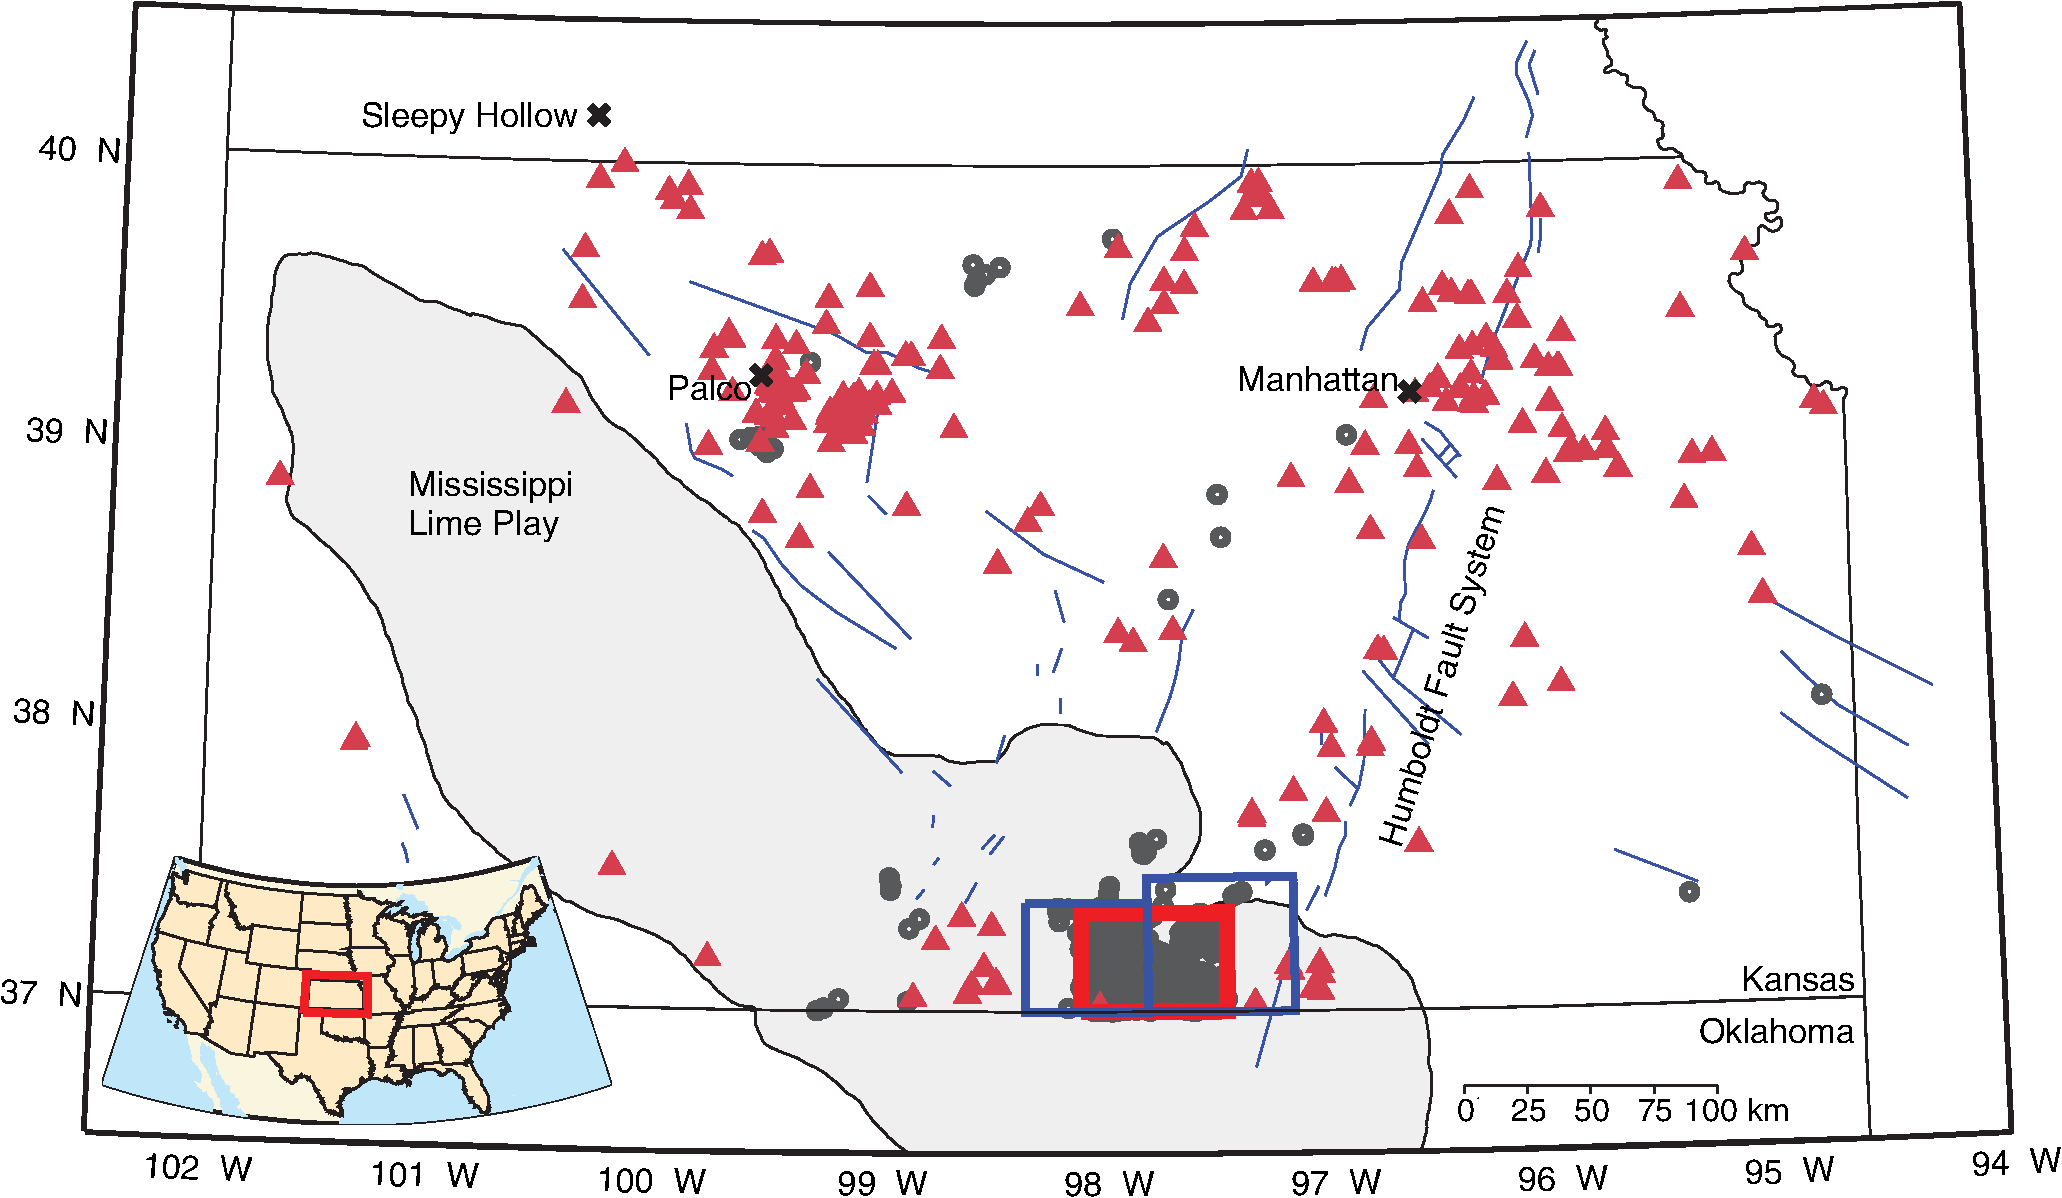 Sleepy Hollow
40 N
Palco
Manhattan
39 N
Mississippi
Lime Play
Humboldt Fault System
38 N
37 N
Kansas
Oklahoma
0 25 50 75 100 km
102 W 101 W 100 W 99 W 98 W 97 W 96 W 95 W 94 W